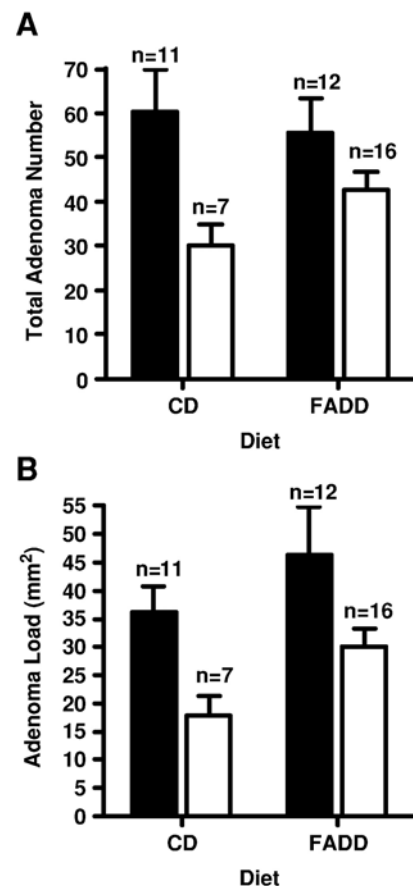 A
Total Adenoma Number
70
60
50
40
30
20
10
0
n=11
n=7
n=12
n=16
CD
FADD
Diet
B
Adenoma Load (mm²)
55
50
45
40
35
30
25
20
15
10
5
0
n=11
n=7
n=12
n=16
CD
FADD
Diet